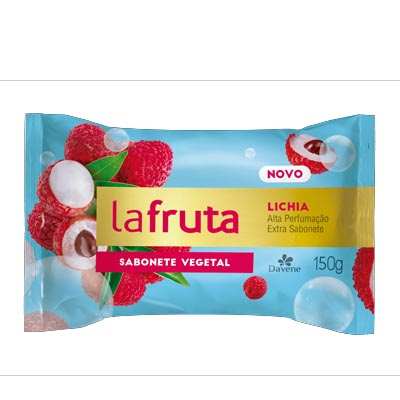 NOVO
lafruta
LICHIA
Alta Perfumação
Extra Sabonete
SABONETE VEGETAL
Davene
150g